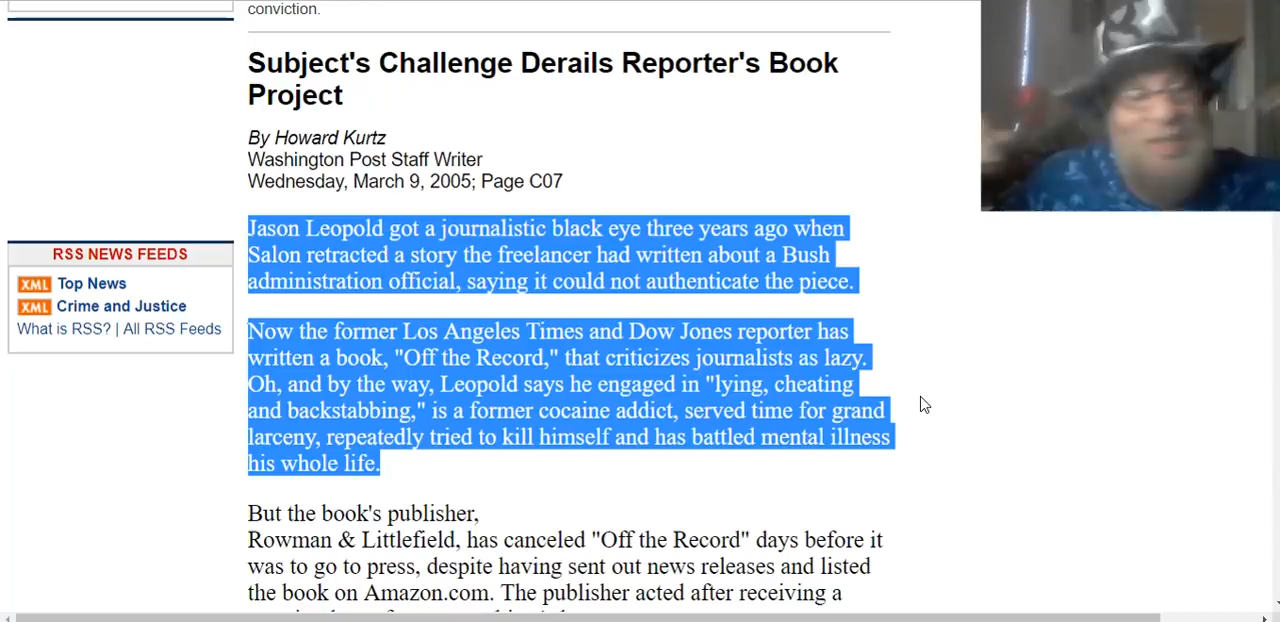 conviction.
Subject's Challenge Derails Reporter's Book
Project
By Howard Kurtz
Washington Post Staff Writer
Wednesday, March 9, 2005; Page C07
Jason Leopold got a journalistic black eye three years ago when
Salon retracted a story the freelancer had written about a Bush
administration official, saying it could not authenticate the piece.
RSS NEWS FEEDS
XML Top News
XML Crime and Justice
What is RSS? | All RSS Feeds
Now the former Los Angeles Times and Dow Jones reporter has
written a book, "Off the Record," that criticizes journalists as lazy.
Oh, and by the way, Leopold says he engaged in "lying, cheating
and backstabbing," is a former cocaine addict, served time for grand
larceny, repeatedly tried to kill himself and has battled mental illness
his whole life.
But the book's publisher,
Rowman & Littlefield, has canceled "Off the Record" days before it
was to go to press, despite having sent out news releases and listed
the book on Amazon.com. The publisher acted after receiving a